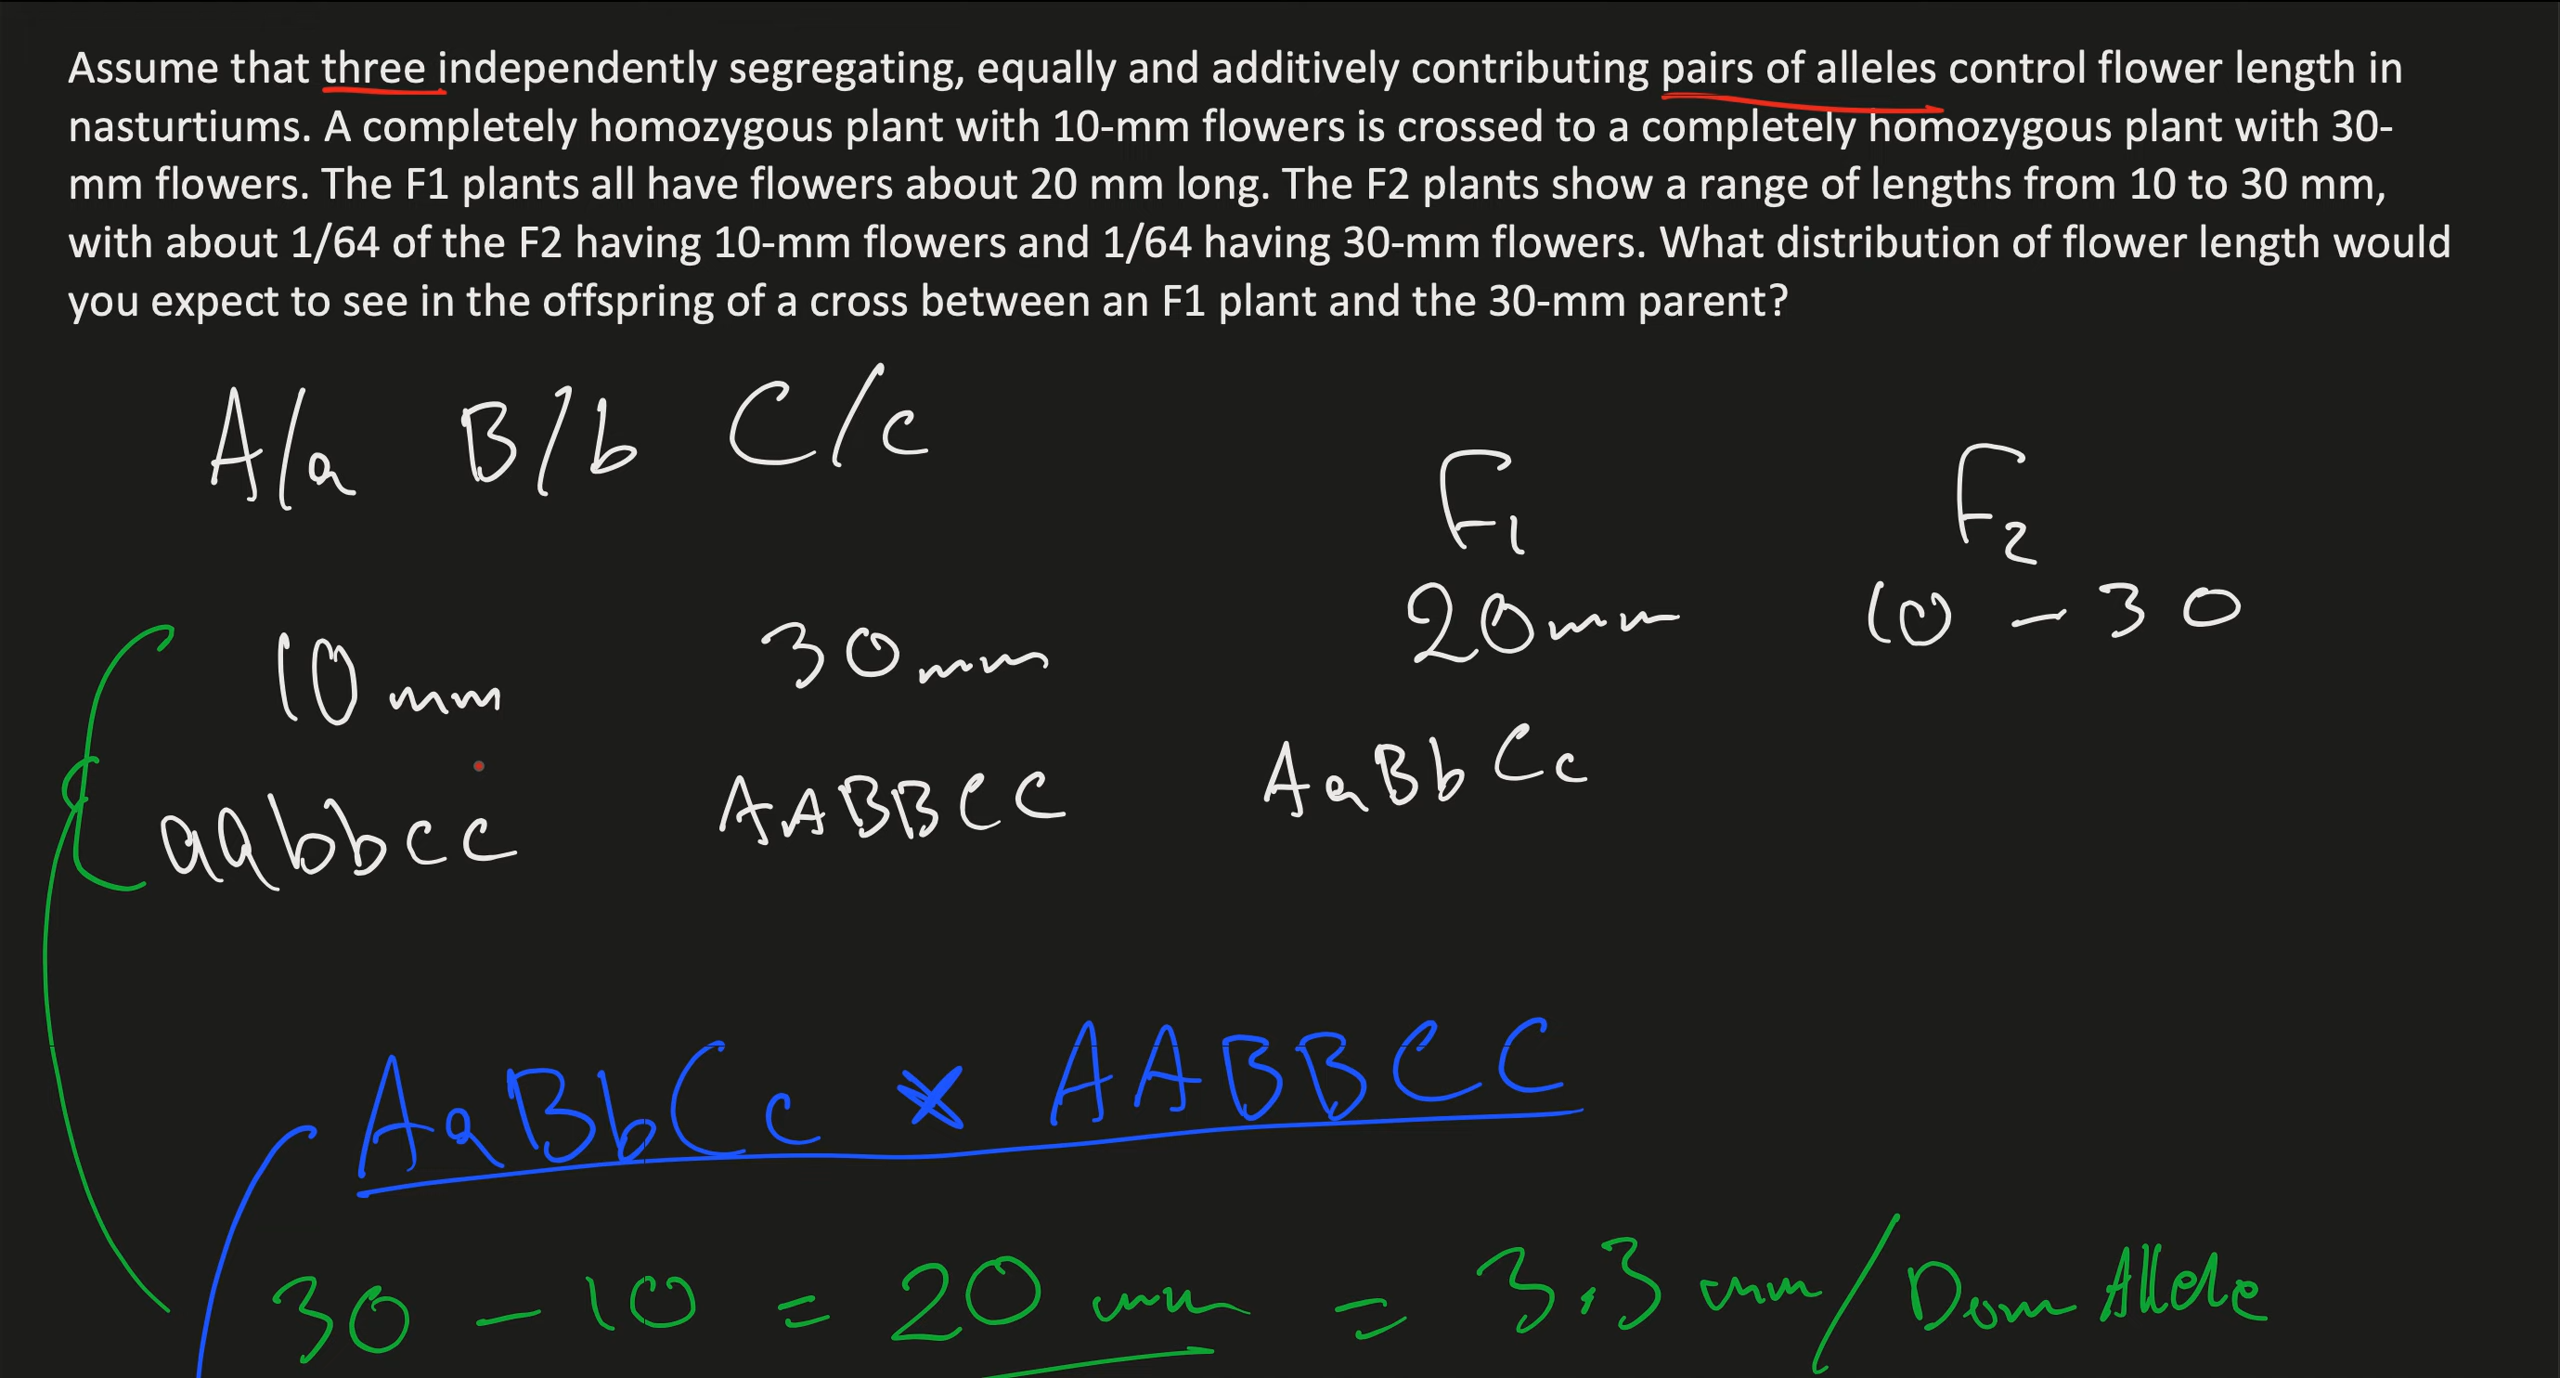 Assume that three independently segregating, equally and additively contributing pairs of alleles control flower length in
nasturtiums. A completely homozygous plant with 10-mm flowers is crossed to a completely homozygous plant with 30-
mm flowers. The F1 plants all have flowers about 20 mm long. The F2 plants show a range of lengths from 10 to 30 mm,
with about 1/64 of the F2 having 10-mm flowers and 1/64 having 30-mm flowers. What distribution of flower length would
you expect to see in the offspring of a cross between an F1 plant and the 30-mm parent?
A/a B/b C/c
F1 F2
10mm 30mm 20mm 10 - 30
aabbcc AABBCC AaBbCc
AaBbCc x AABBCC
30 - 10 = 20 mm = 3.3 mm/Dom Allele